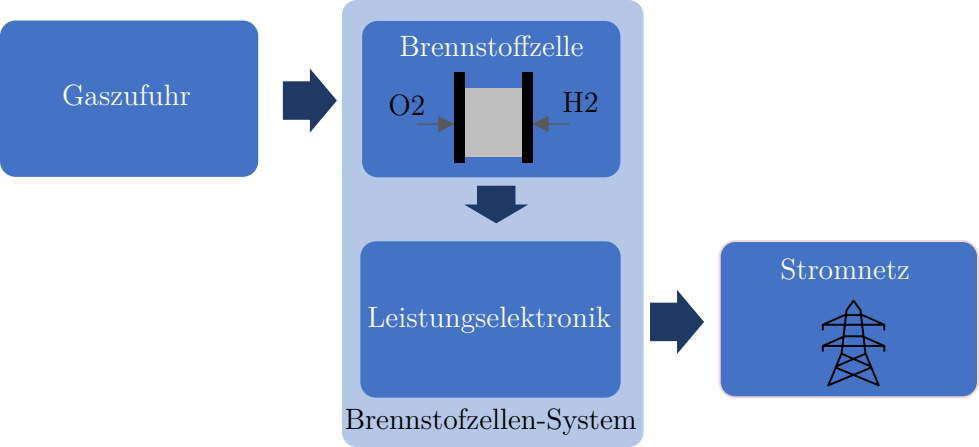 Gaszufuhr
Brennstoffzelle
O2
H2
Leistungselektronik
Brennstofzellen-System
Stromnetz